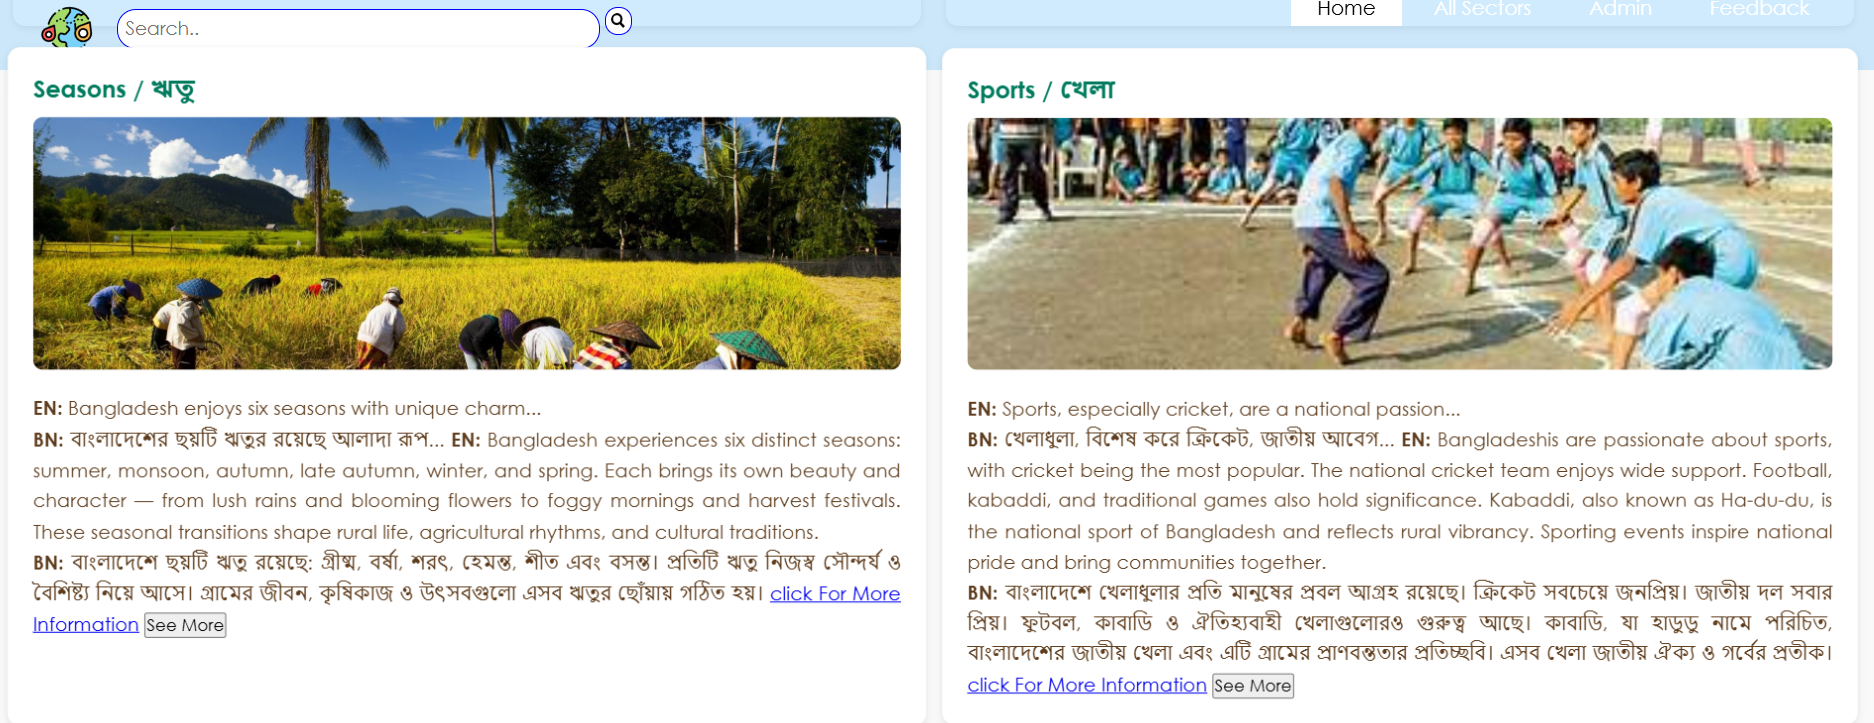 Search..
Home All Sectors Admin Feedback
Seasons / ঋতু
EN: Bangladesh enjoys six seasons with unique charm...
BN: বাংলাদেশের ছয়টি ঋতুর রয়েছে আলাদা রূপ... EN: Bangladesh experiences six distinct seasons:
summer, monsoon, autumn, late autumn, winter, and spring. Each brings its own beauty and
character — from lush rains and blooming flowers to foggy mornings and harvest festivals.
These seasonal transitions shape rural life, agricultural rhythms, and cultural traditions.
BN: বাংলাদেশে ছয়টি ঋতু রয়েছে: গ্রীষ্ম, বর্ষা, শরৎ, হেমন্ত, শীত এবং বসন্ত। প্রতিটি ঋতু নিজস্ব সৌন্দর্য ও
বৈশিষ্ট্য নিয়ে আসে। গ্রামের জীবন, কৃষিকাজ ও উৎসবগুলো এসব ঋতুর ছোঁয়ায় গঠিত হয়। click For More
Information See More
Sports / খেলা
EN: Sports, especially cricket, are a national passion...
BN: খেলাধুলা, বিশেষ করে ক্রিকেট, জাতীয় আবেগ... EN: Bangladeshis are passionate about sports,
with cricket being the most popular. The national cricket team enjoys wide support. Football,
kabaddi, and traditional games also hold significance. Kabaddi, also known as Ha-du-du, is
the national sport of Bangladesh and reflects rural vibrancy. Sporting events inspire national
pride and bring communities together.
BN: বাংলাদেশে খেলাধুলার প্রতি মানুষের প্রবল আগ্রহ রয়েছে। ক্রিকেট সবচেয়ে জনপ্রিয়। জাতীয় দল সবার
প্রিয়। ফুটবল, কাবাডি ও ঐতিহ্যবাহী খেলাগুলোরও গুরুত্ব আছে। কাবাডি, যা হাডুডু নামে পরিচিত,
বাংলাদেশের জাতীয় খেলা এবং এটি গ্রামের প্রাণবন্ততার প্রতিচ্ছবি। এসব খেলা জাতীয় ঐক্য ও গর্বের প্রতীক।
click For More Information See More